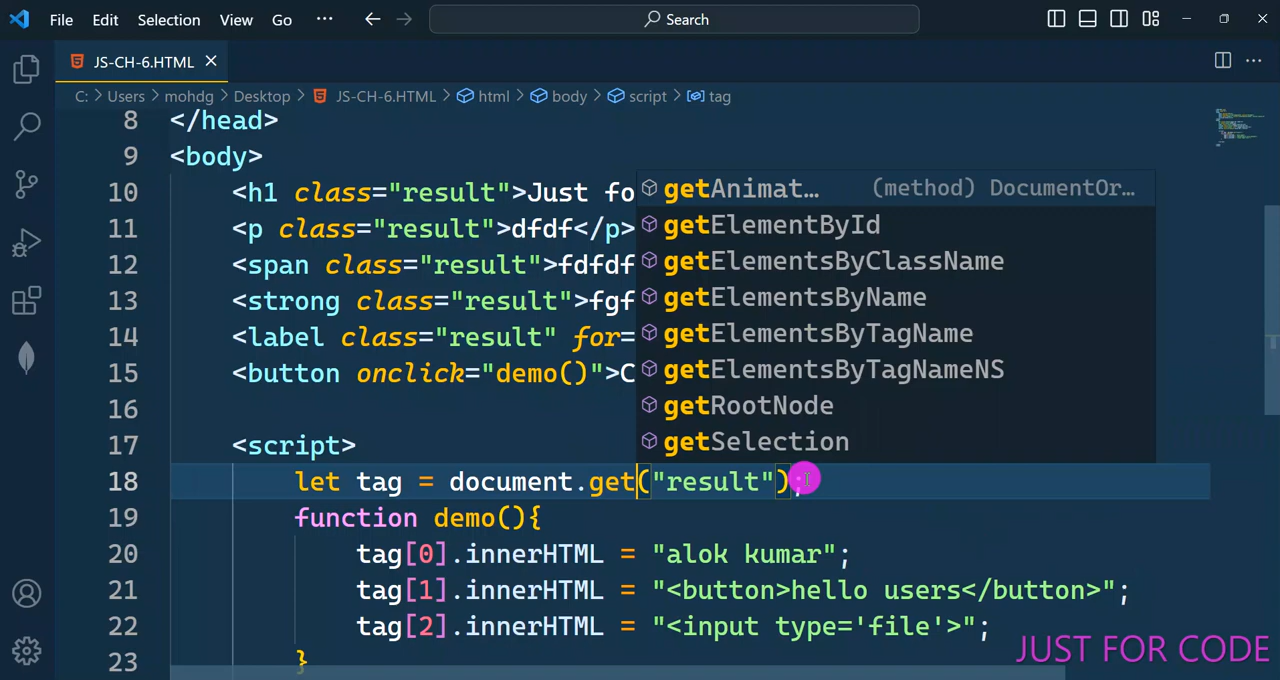 File Edit Selection View Go ··· Search
JS-CH-6.HTML
C: > Users > mohdg > Desktop > JS-CH-6.HTML > html > body > script > tag
8 </head>
9 <body>
10 <h1 class="result">Just fo
11 <p class="result">dfdf</p>
12 <span class="result">fdfdf
13 <strong class="result">fgf
14 <label class="result" for=
15 <button onclick="demo()">C
16
17 <script>
18 let tag = document.get("result");
19 function demo(){
20 tag[0].innerHTML = "alok kumar";
21 tag[1].innerHTML = "<button>hello users</button>";
22 tag[2].innerHTML = "<input type='file'>";
23 }
getAnimat… (method) DocumentOr…
getElementById
getElementsByClassName
getElementsByName
getElementsByTagName
getElementsByTagNameNS
getRootNode
getSelection
JUST FOR CODE